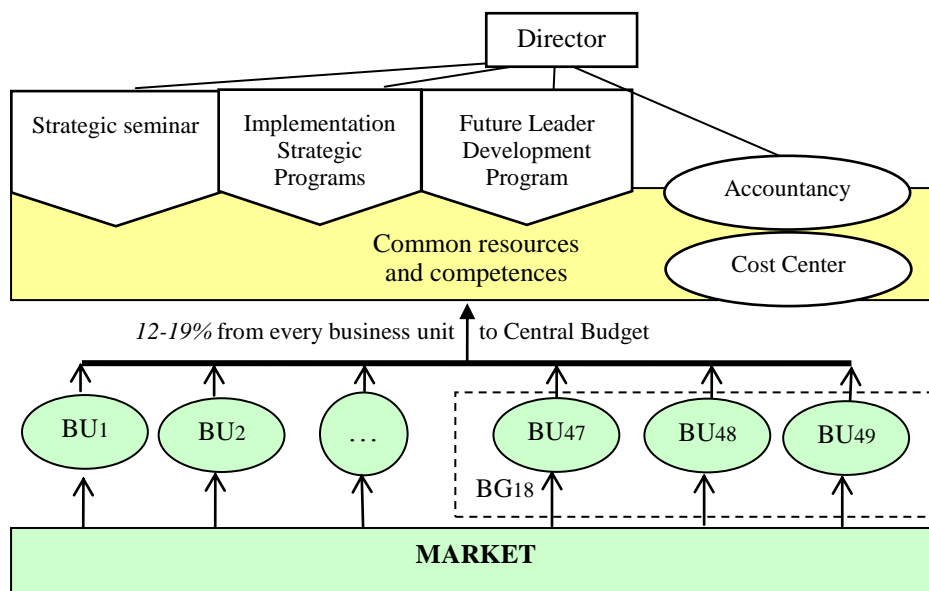 Director
Strategic seminar
Implementation
Strategic
Programs
Future Leader
Development
Program
Accountancy
Common resources
and competences
Cost Center
12-19% from every business unit to Central Budget
BU1
BU2
…
BU47
BU48
BU49
BG18
MARKET